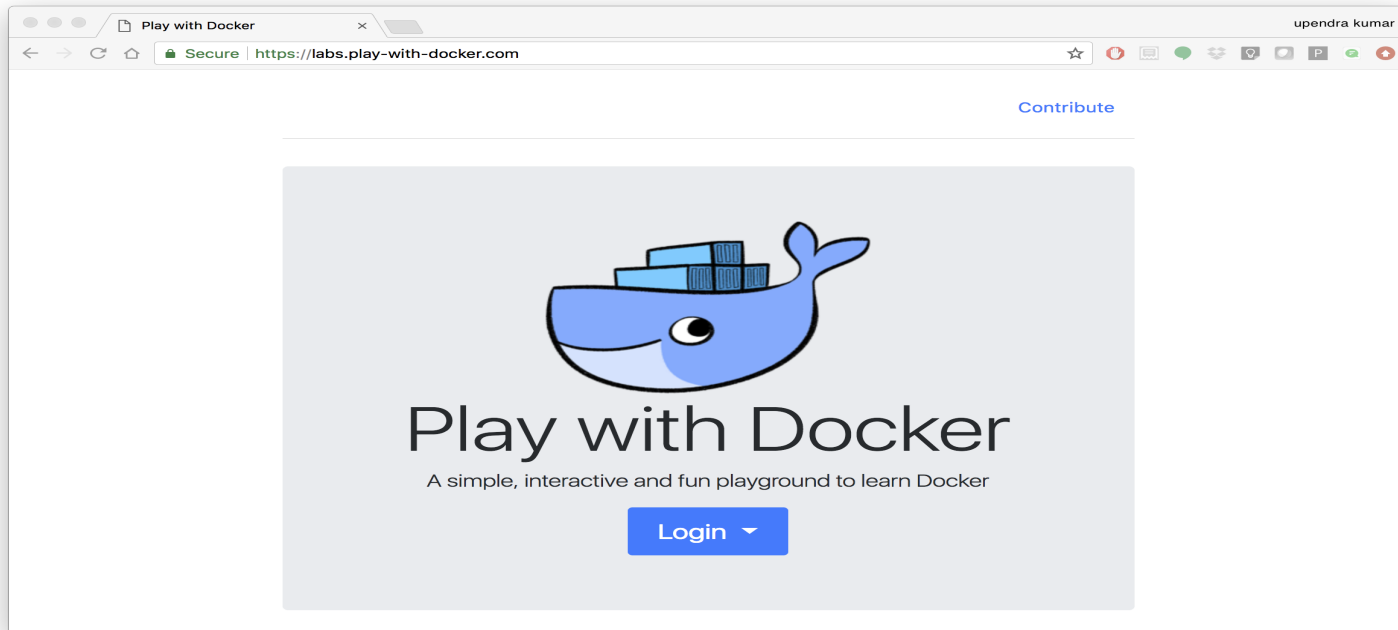 Play with Docker
upendra kumar
Secure https://labs.play-with-docker.com
P
Contribute
Play with Docker
A simple, interactive and fun playground to learn Docker
Login